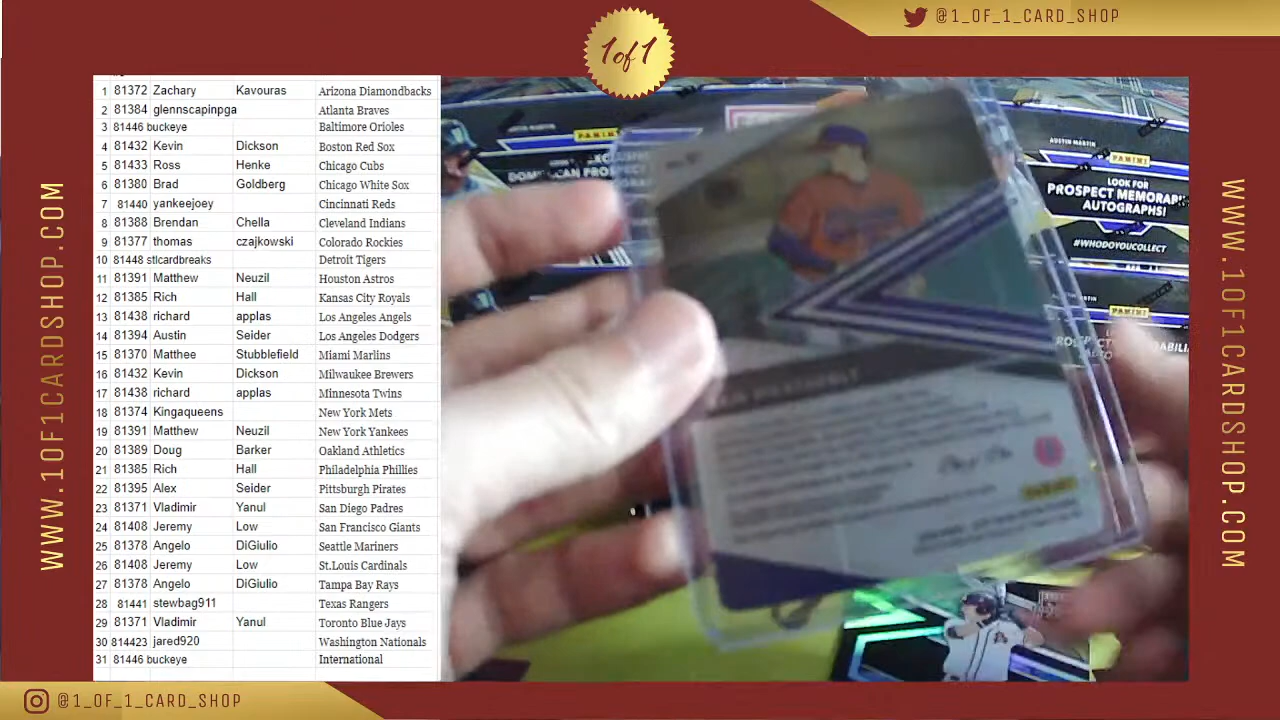 @1_OF_1_CARD_SHOP
1 of 1
1 81372 Zachary Kavouras Arizona Diamondbacks
2 81384 glennscapinpga Atlanta Braves
3 81446 buckeye Baltimore Orioles
4 81432 Kevin Dickson Boston Red Sox
5 81433 Ross Henke Chicago Cubs
6 81380 Brad Goldberg Chicago White Sox
7 81440 yankeejoey Cincinnati Reds
8 81388 Brendan Chella Cleveland Indians
9 81377 thomas czajkowski Colorado Rockies
10 81448 stlcardbreaks Detroit Tigers
11 81391 Matthew Neuzil Houston Astros
12 81385 Rich Hall Kansas City Royals
13 81438 richard applas Los Angeles Angels
14 81394 Austin Seider Los Angeles Dodgers
15 81370 Matthee Stubblefield Miami Marlins
16 81432 Kevin Dickson Milwaukee Brewers
17 81438 richard applas Minnesota Twins
18 81374 Kingaqueens New York Mets
19 81391 Matthew Neuzil New York Yankees
20 81389 Doug Barker Oakland Athletics
21 81385 Rich Hall Philadelphia Phillies
22 81395 Alex Seider Pittsburgh Pirates
23 81371 Vladimir Yanul San Diego Padres
24 81408 Jeremy Low San Francisco Giants
25 81378 Angelo DiGiulio Seattle Mariners
26 81408 Jeremy Low St.Louis Cardinals
27 81378 Angelo DiGiulio Tampa Bay Rays
28 81441 stewbag911 Texas Rangers
29 81371 Vladimir Yanul Toronto Blue Jays
30 814423 jared920 Washington Nationals
31 81446 buckeye International
PANINI
AUSTIN MARTIN
PANINI
LOOK FOR
PROSPECT MEMORABI
AUTOGRAPHS!
#WHODOYOUCOLLECT
AUSTIN MARTIN
PANINI
WWW.1OF1CARDSHOP.COM
WWW.1OF1CARDSHOP.COM
@1_OF_1_CARD_SHOP